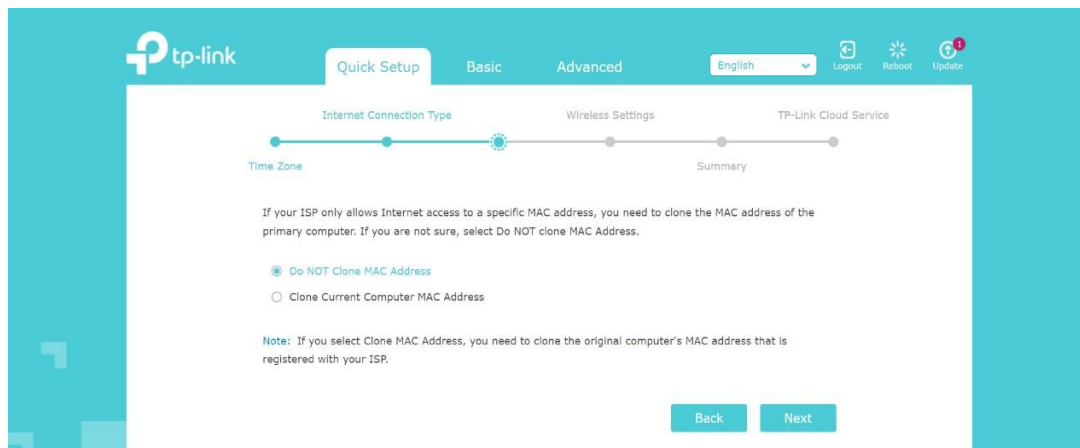 tp-link
Quick Setup
Basic
Advanced
English
Logout
Reboot
1
Update
Internet Connection Type
Wireless Settings
TP-Link Cloud Service
Time Zone
Summary
If your ISP only allows Internet access to a specific MAC address, you need to clone the MAC address of the
primary computer. If you are not sure, select Do NOT clone MAC Address.
Do NOT Clone MAC Address
Clone Current Computer MAC Address
Note: If you select Clone MAC Address, you need to clone the original computer's MAC address that is
registered with your ISP.
Back
Next